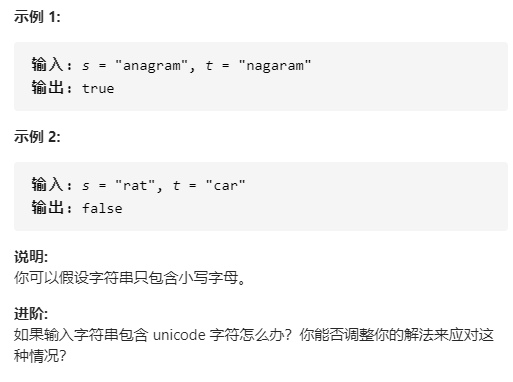 示例 1:
输入: s = "anagram", t = "nagaram"
输出: true
示例 2:
输入: s = "rat", t = "car"
输出: false
说明:
你可以假设字符串只包含小写字母。
进阶:
如果输入字符串包含 unicode 字符怎么办？你能否调整你的解法来应对这
种情况？